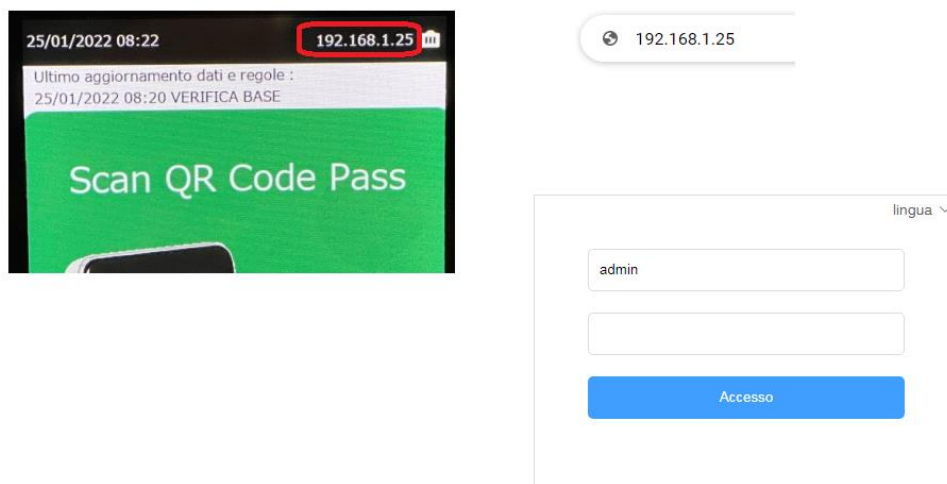 25/01/2022 08:22 192.168.1.25
Ultimo aggiornamento dati e regole :
25/01/2022 08:20 VERIFICA BASE
Scan QR Code Pass
192.168.1.25
lingua
admin
Accesso